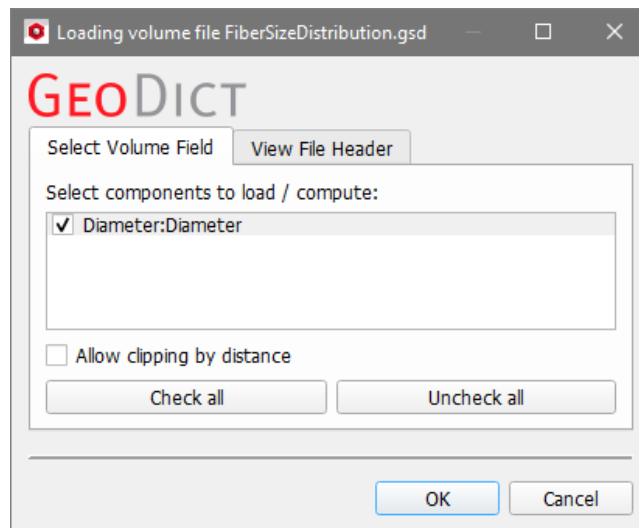 Loading volume file FiberSizeDistribution.gsd
GEODICT
Select Volume Field View File Header
Select components to load / compute:
Diameter:Diameter
Allow clipping by distance
Check all Uncheck all
OK Cancel